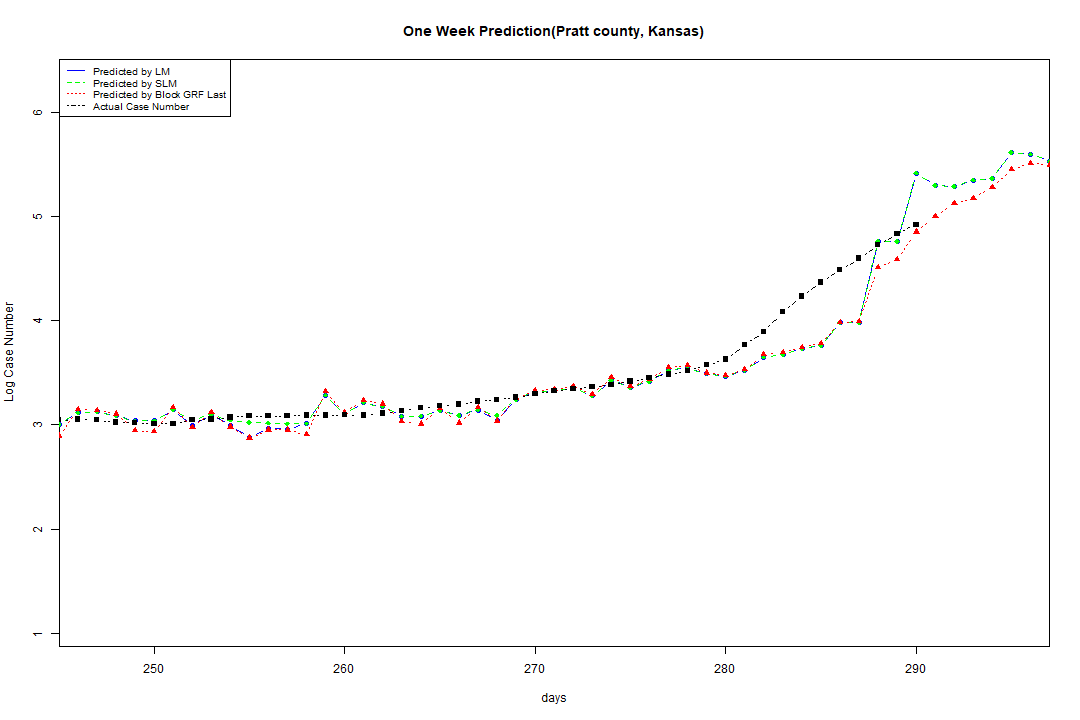 One Week Prediction(Pratt county, Kansas)
Predicted by LM
Predicted by SLM
Predicted by Block GRF Last
Actual Case Number
6
5
4
3
2
1
Log Case Number
250 260 270 280 290
days